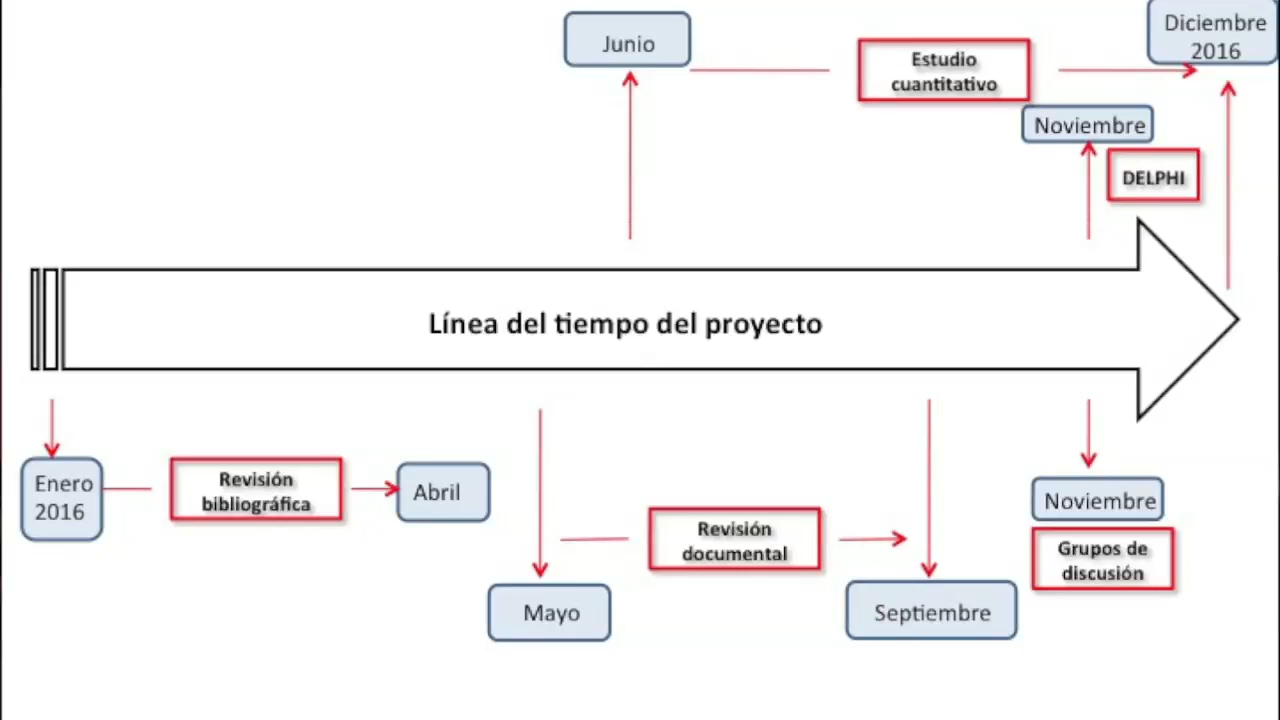 Junio
Estudio
cuantitativo
Diciembre
2016
Noviembre
DELPHI
Línea del tiempo del proyecto
Enero
2016
Revisión
bibliográfica
Abril
Mayo
Revisión
documental
Septiembre
Noviembre
Grupos de
discusión